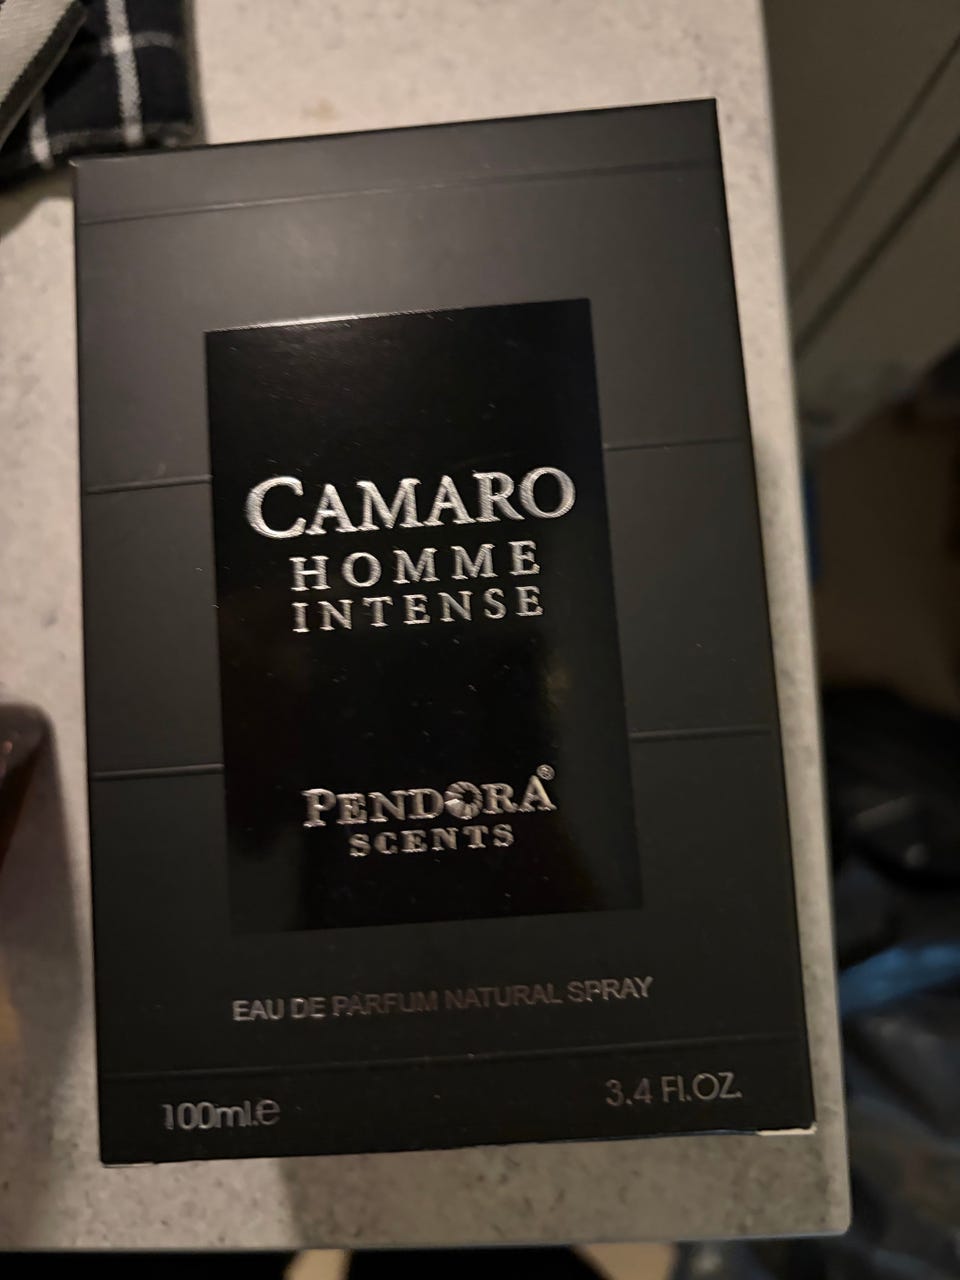 CAMARO
HOMME
INTENSE
PENDORA®
SCENTS
EAU DE PARFUM NATURAL SPRAY
100ml.e
3.4 Fl.OZ.